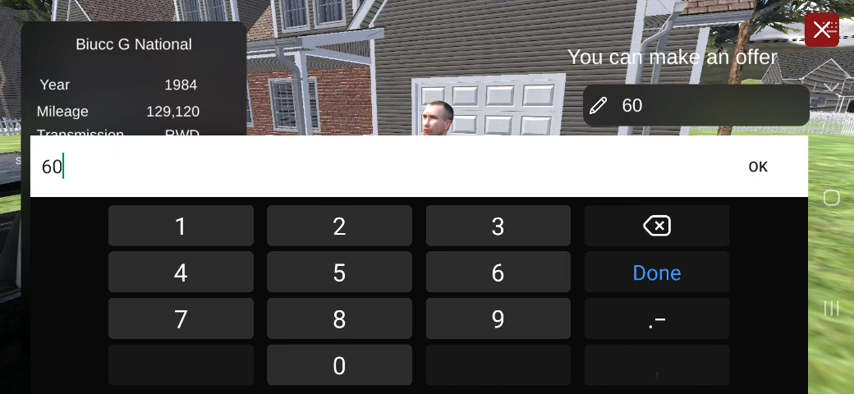 Biucc G National
Year 1984
Mileage 129,120
Transmission RWD
You can make an offer
60
60
OK
1 2 3
4 5 6 Done
7 8 9 .-
0 ,